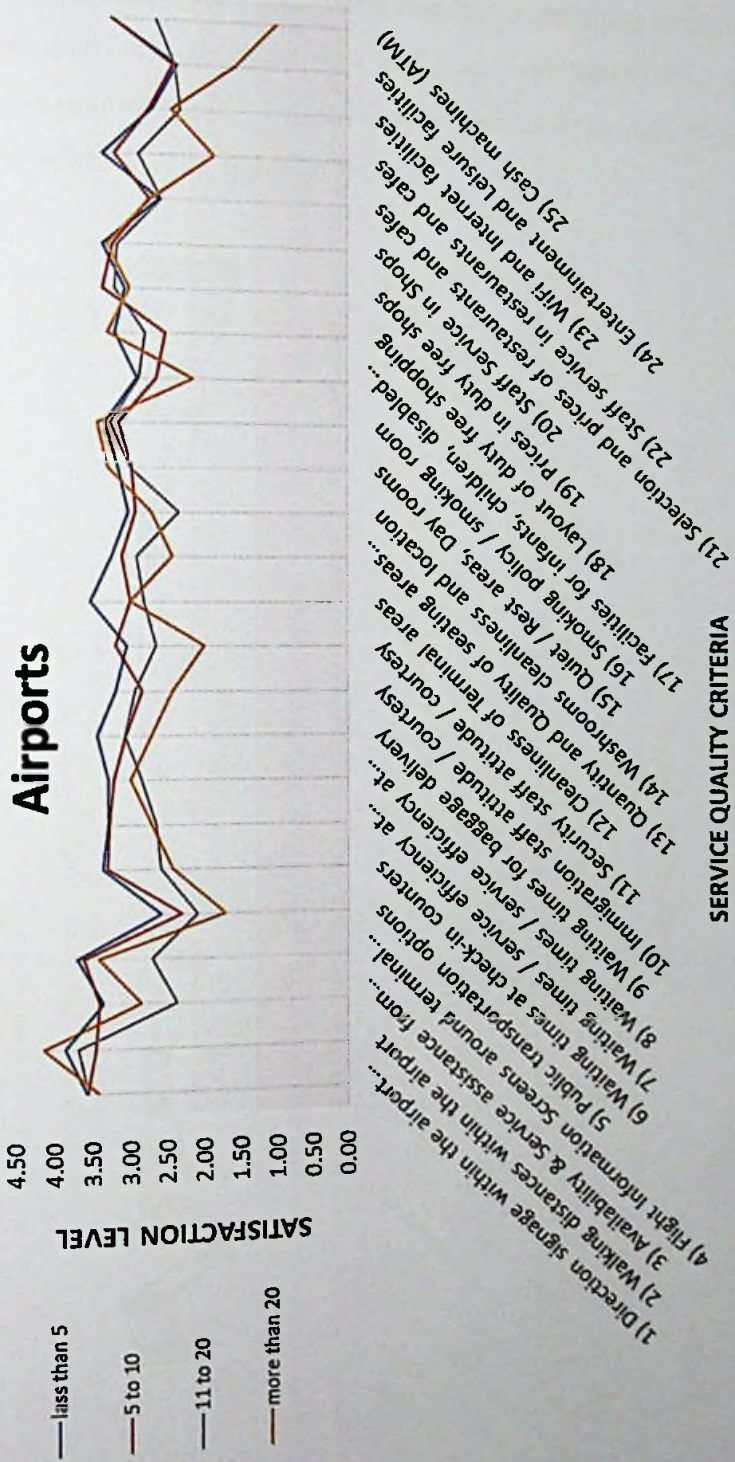 Airports
SATISFACTION LEVEL
4.50
4.00
3.50
3.00
2.50
2.00
1.50
1.00
0.50
0.00
lass than 5
5 to 10
11 to 20
more than 20
1) Direction signage within the airport...
2) Walking distances within the airport
3) Availability & Service assistance from...
4) Flight Information Screens around terminal...
5) Public transportation options
6) Waiting times at check-in counters
7) Waiting times / service efficiency at...
8) Waiting times / service efficiency at...
9) Waiting times for baggage delivery
10) Immigration staff attitude / courtesy
11) Security staff attitude / courtesy
12) Cleanliness of Terminal areas
13) Quantity and Quality of seating areas...
14) Washrooms cleanliness and location
15) Quiet / Rest areas, Day rooms
16) Smoking policy / smoking room
17) Facilities for infants, children, disabled...
18) Layout of duty free shopping
19) Prices in duty free shops
20) Staff Service in Shops
21) Selection and prices of restaurants and cafes
22) Staff service in restaurants and cafes
23) WiFi and Internet facilities
24) Entertainment and Leisure facilities
25) Cash machines (ATM)
SERVICE QUALITY CRITERIA